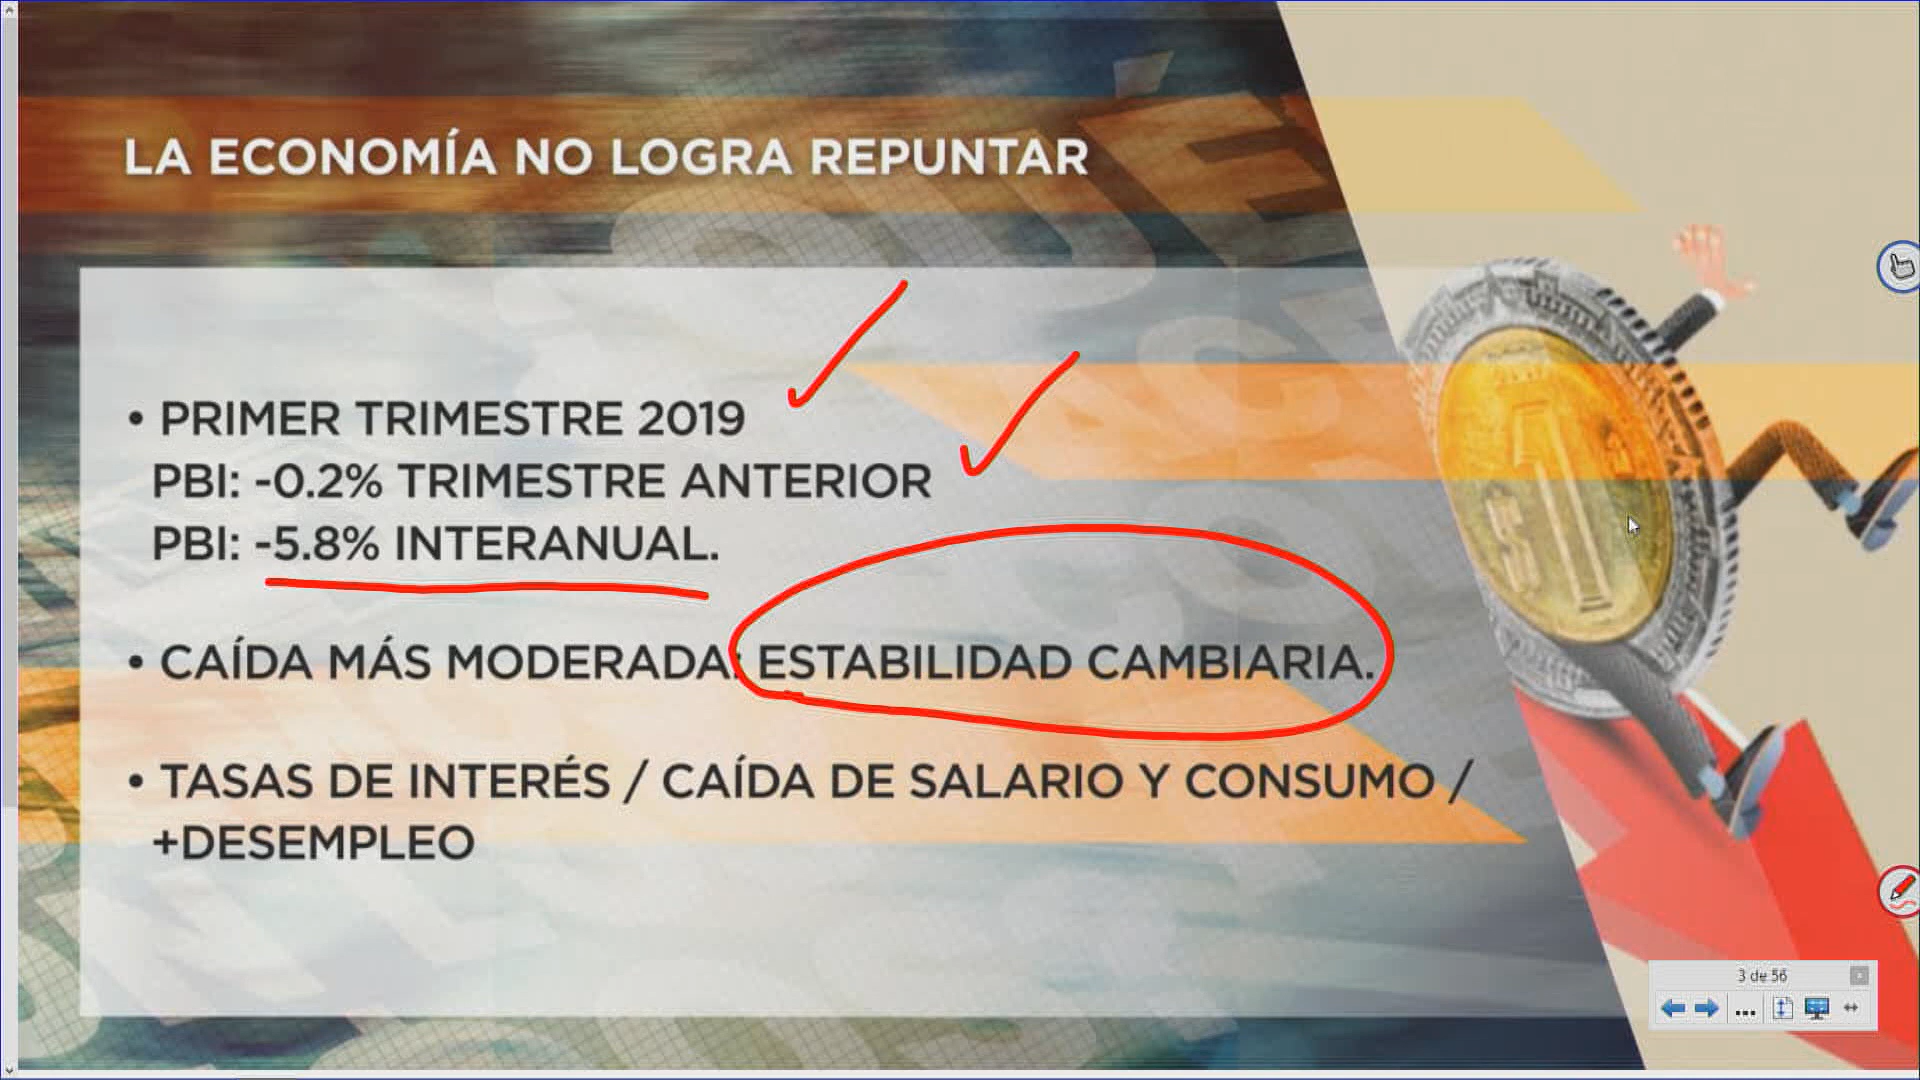 LA ECONOMÍA NO LOGRA REPUNTAR
• PRIMER TRIMESTRE 2019
PBI: -0.2% TRIMESTRE ANTERIOR
PBI: -5.8% INTERANUAL.
• CAÍDA MÁS MODERADA: ESTABILIDAD CAMBIARIA.
• TASAS DE INTERÉS / CAÍDA DE SALARIO Y CONSUMO /
+DESEMPLEO
3 de 56